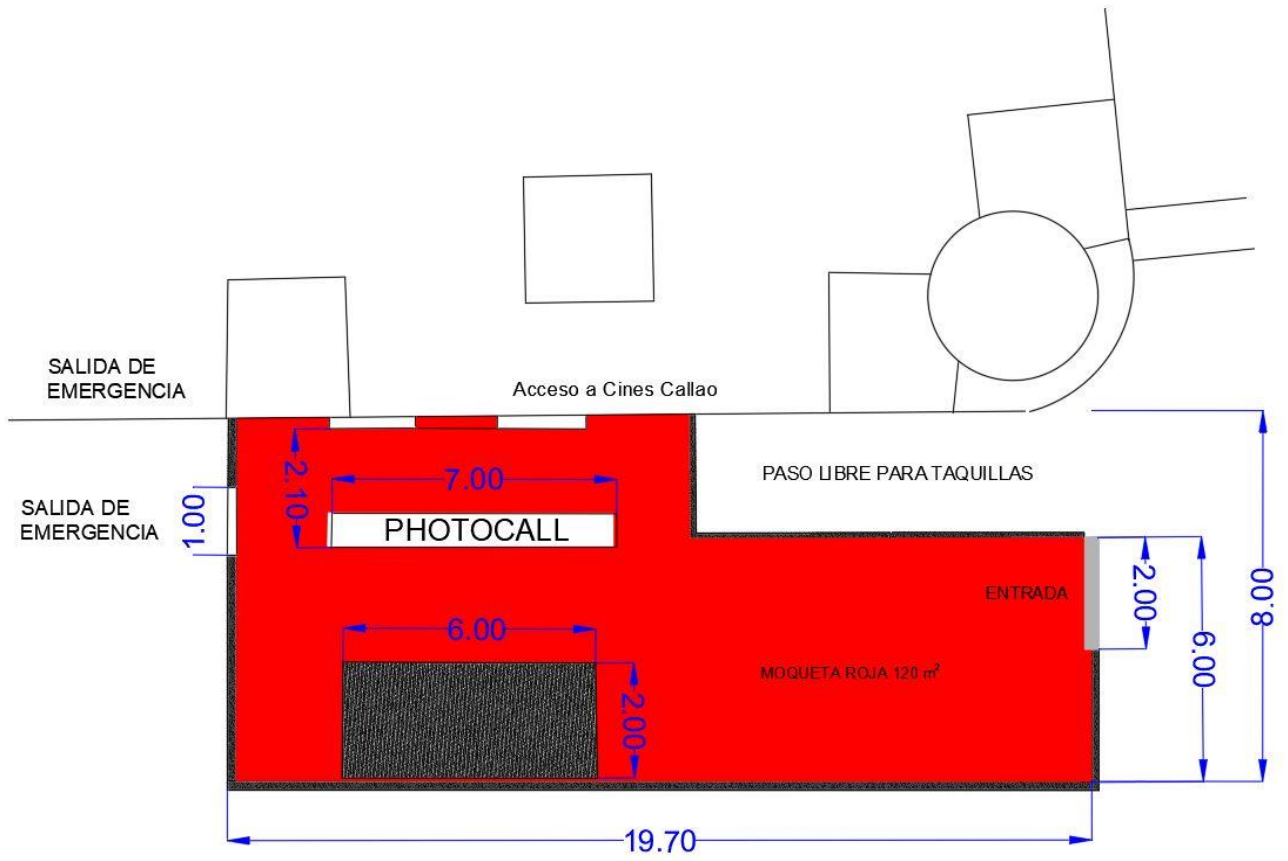 SALIDA DE
EMERGENCIA
Acceso a Cines Callao
PASO LIBRE PARA TAQUILLAS
7.00
2.10
SALIDA DE
EMERGENCIA
1.00
PHOTOCALL
ENTRADA
2.00
8.00
6.00
6.00
MOQUETA ROJA 120 m²
2.00
19.70